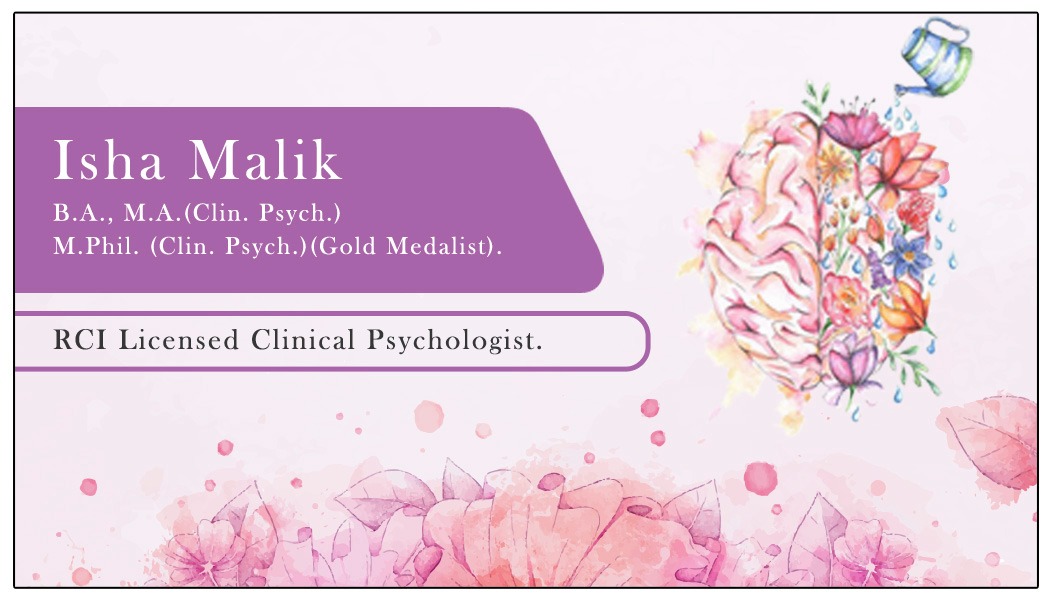 Isha Malik
B.A., M.A.(Clin. Psych.)
M.Phil. (Clin. Psych.)(Gold Medalist).
RCI Licensed Clinical Psychologist.